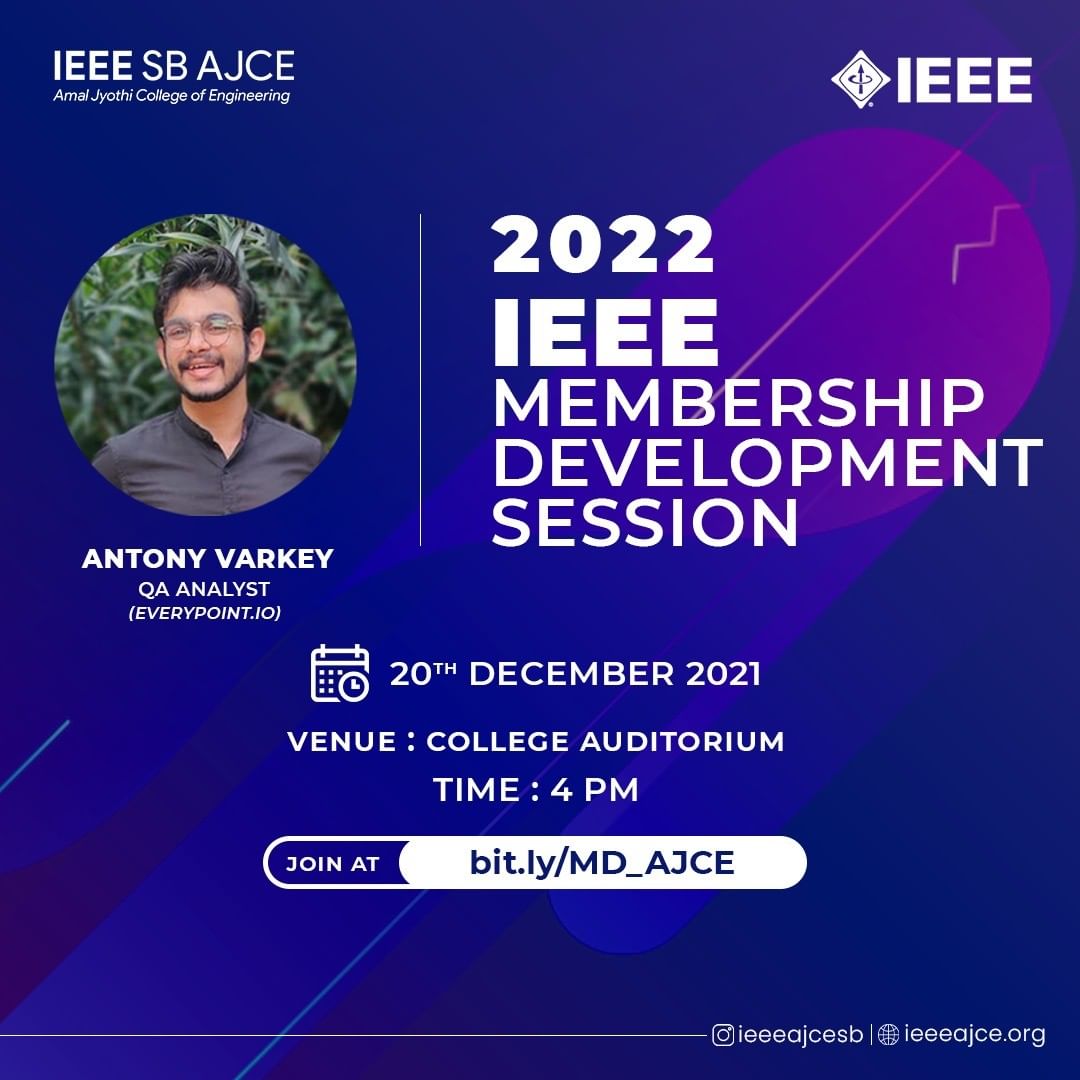 IEEE SB AJCE
Amal Jyothi College of Engineering
IEEE
2022
IEEE
MEMBERSHIP
DEVELOPMENT
SESSION
ANTONY VARKEY
QA ANALYST
(EVERYPOINT.IO)
20TH DECEMBER 2021
VENUE : COLLEGE AUDITORIUM
TIME : 4 PM
JOIN AT bit.ly/MD_AJCE
ieeeajcesb | ieeeajce.org